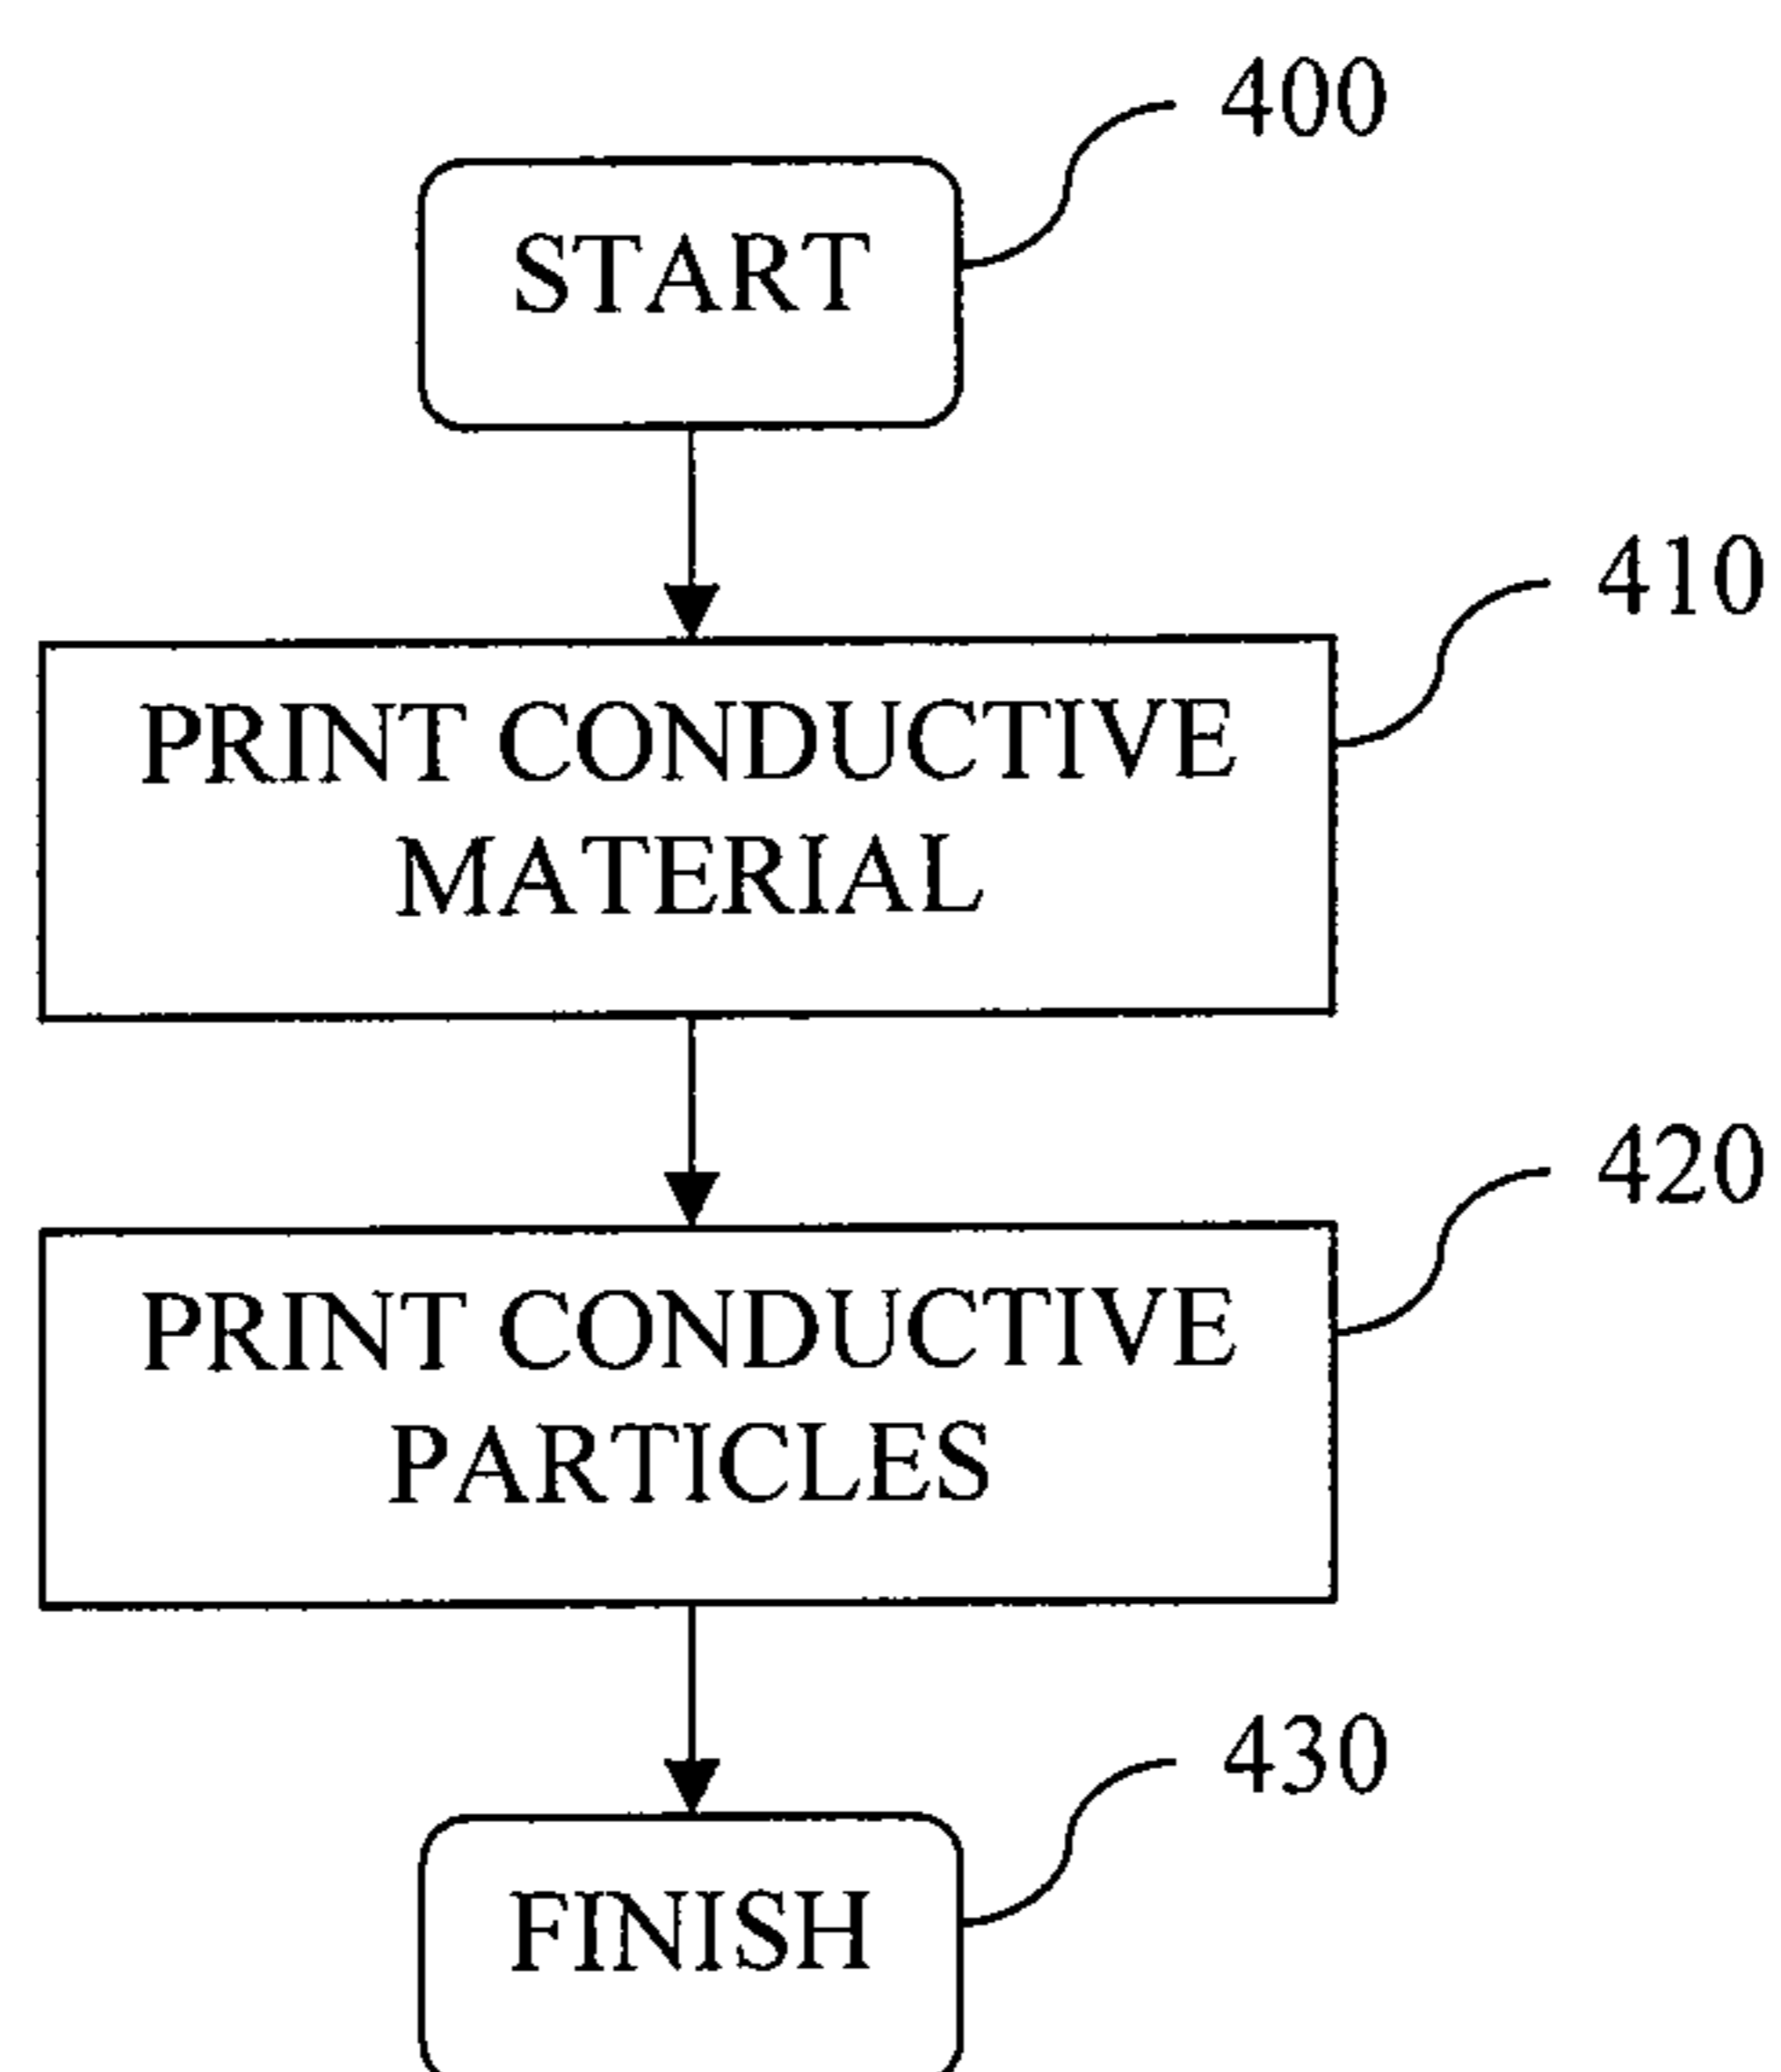 400
START
410
PRINT CONDUCTIVE
MATERIAL
420
PRINT CONDUCTIVE
PARTICLES
430
FINISH